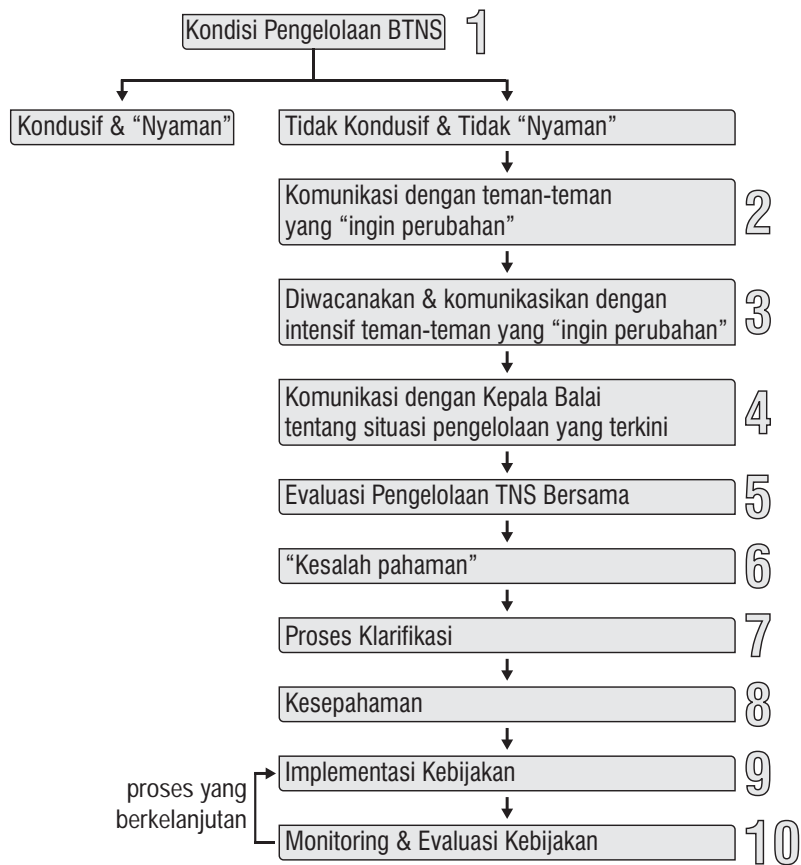 Kondisi Pengelolaan BTNS 1
Kondusif & “Nyaman”
Tidak Kondusif & Tidak “Nyaman”
Komunikasi dengan teman-teman
yang “ingin perubahan” 2
Diwacanakan & komunikasikan dengan
intensif teman-teman yang “ingin perubahan” 3
Komunikasi dengan Kepala Balai
tentang situasi pengelolaan yang terkini 4
Evaluasi Pengelolaan TNS Bersama 5
“Kesalah pahaman” 6
Proses Klarifikasi 7
Kesepahaman 8
Implementasi Kebijakan 9
proses yang
berkelanjutan
Monitoring & Evaluasi Kebijakan 10